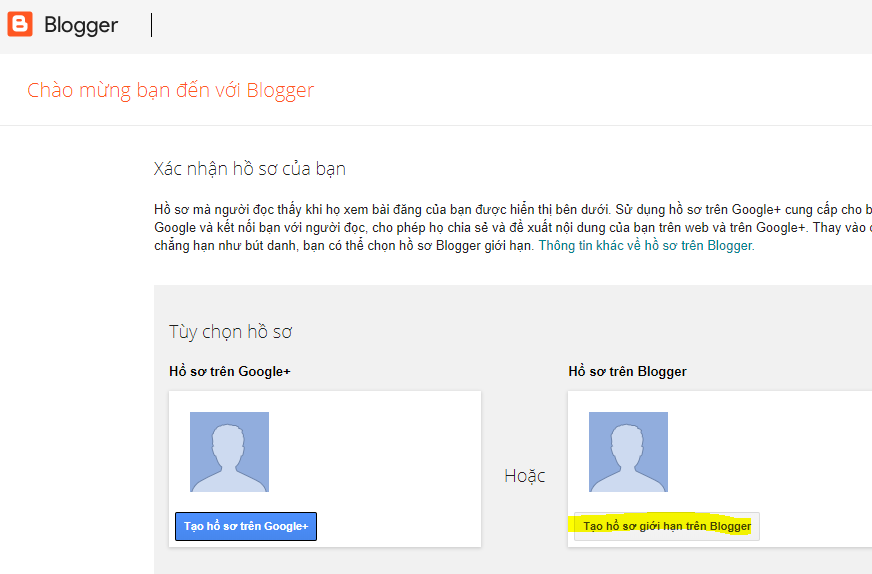 Blogger
Chào mừng bạn đến với Blogger
Xác nhận hồ sơ của bạn
Hồ sơ mà người đọc thấy khi họ xem bài đăng của bạn được hiển thị bên dưới. Sử dụng hồ sơ trên Google+ cung cấp cho
Google và kết nối bạn với người đọc, cho phép họ chia sẻ và đề xuất nội dung của bạn trên web và trên Google+. Thay vào
chẳng hạn như bút danh, bạn có thể chọn hồ sơ Blogger giới hạn. Thông tin khác về hồ sơ trên Blogger.
Tùy chọn hồ sơ
Hồ sơ trên Google+
Hồ sơ trên Blogger
Hoặc
Tạo hồ sơ trên Google+
Tạo hồ sơ giới hạn trên Blogger